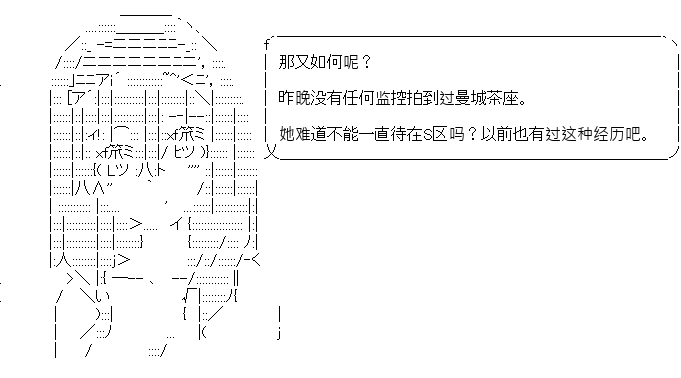 那又如何呢？
昨晚没有任何监控拍到过曼城茶座。
她难道不能一直待在S区吗？以前也有过这种经历吧。